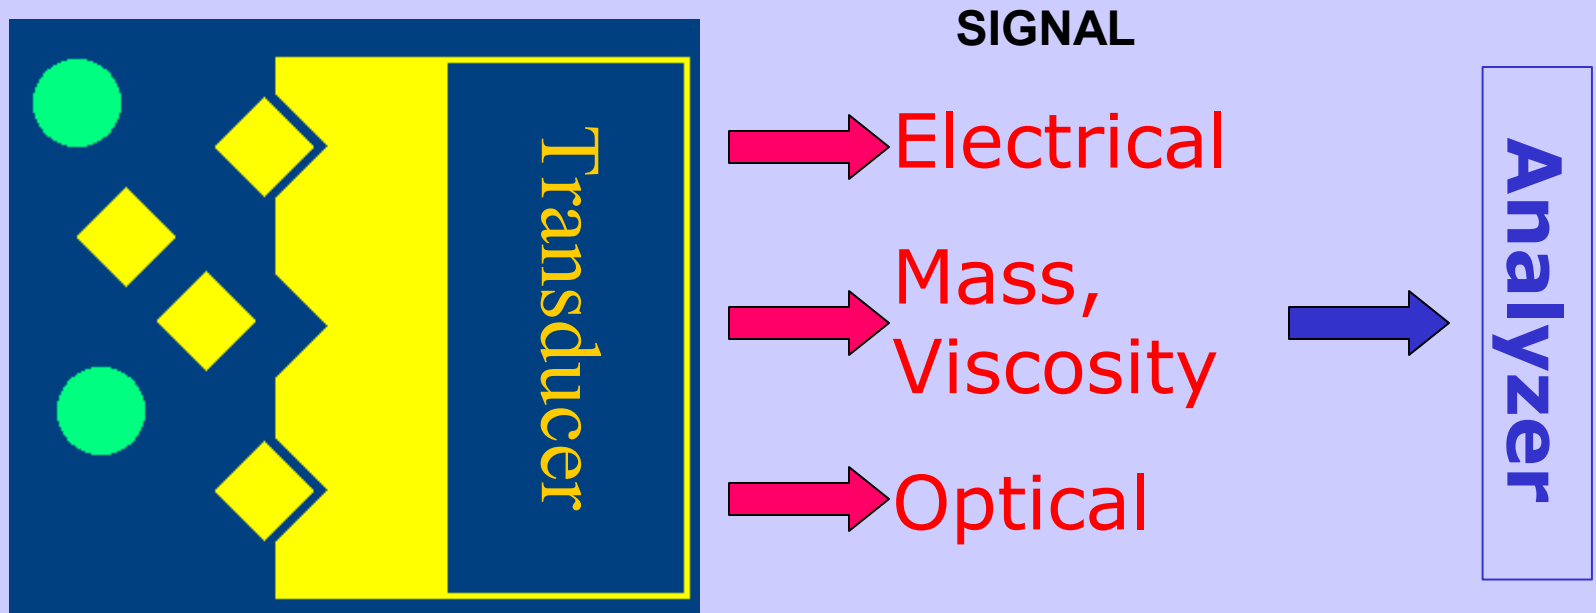 SIGNAL
Transducer
Electrical
Mass,
Viscosity
Optical
Analyzer